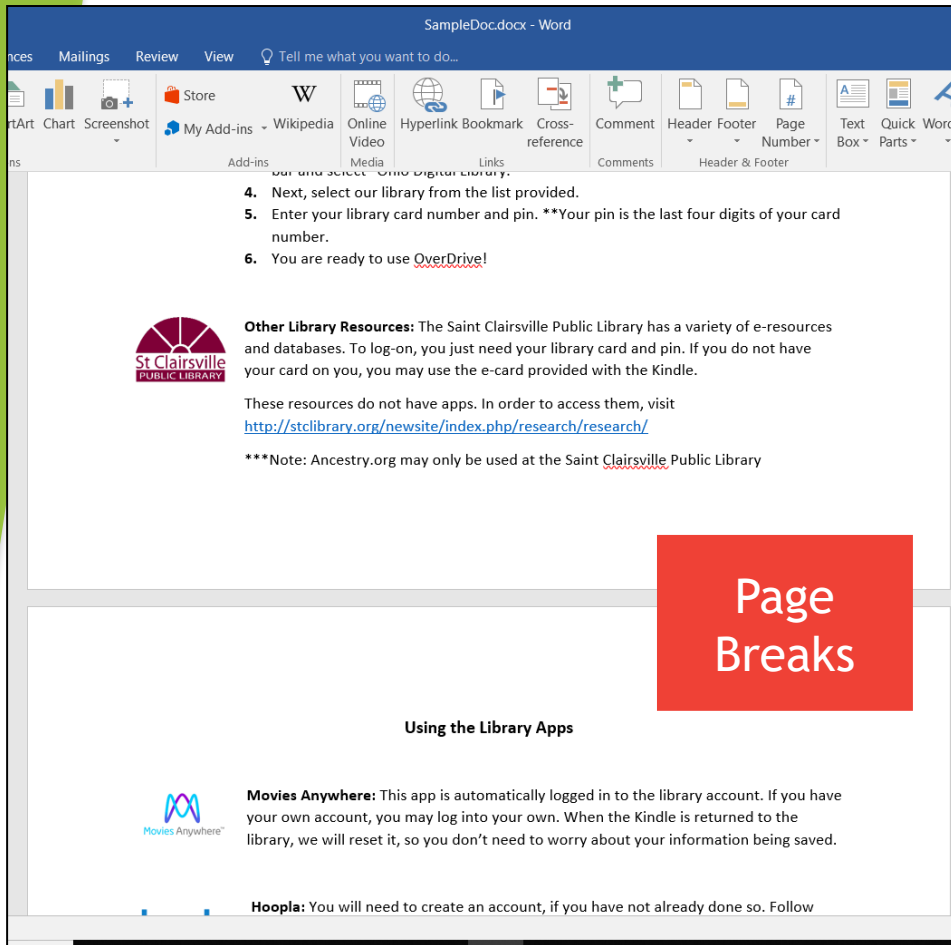 SampleDoc.docx - Word
nces Mailings Review View Tell me what you want to do...
rtArt Chart Screenshot Store My Add-ins Wikipedia Online Video Hyperlink Bookmark Cross-reference Comment Header Footer Page Number Text Box Quick Parts Word
ns Add-ins Media Links Comments Header & Footer
bar and select "Ohio Digital Library."
4. Next, select our library from the list provided.
5. Enter your library card number and pin. **Your pin is the last four digits of your card
number.
6. You are ready to use OverDrive!
St Clairsville
PUBLIC LIBRARY
Other Library Resources: The Saint Clairsville Public Library has a variety of e-resources
and databases. To log-on, you just need your library card and pin. If you do not have
your card on you, you may use the e-card provided with the Kindle.
These resources do not have apps. In order to access them, visit
http://stclibrary.org/newsite/index.php/research/research/
***Note: Ancestry.org may only be used at the Saint Clairsville Public Library
Page
Breaks
Using the Library Apps
Movies Anywhere
Movies Anywhere: This app is automatically logged in to the library account. If you have
your own account, you may log into your own. When the Kindle is returned to the
library, we will reset it, so you don't need to worry about your information being saved.
Hoopla: You will need to create an account, if you have not already done so. Follow